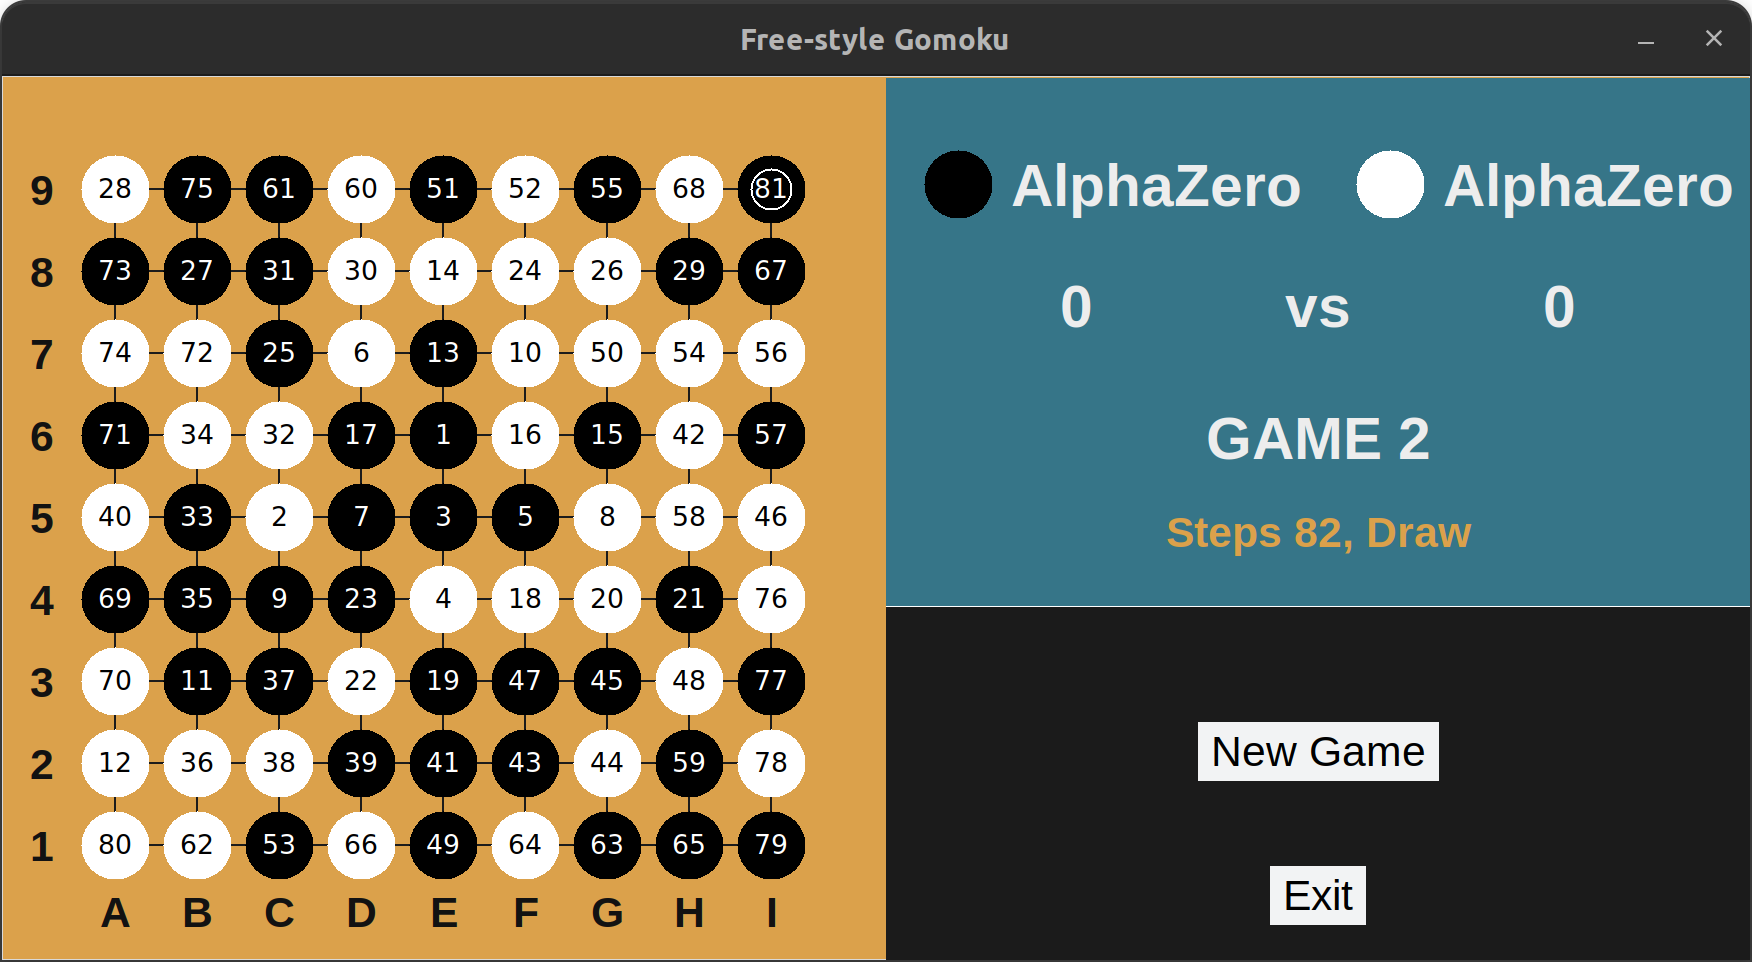 Free-style Gomoku
AlphaZero AlphaZero
0 vs 0
GAME 2
Steps 82, Draw
New Game
Exit
9 28 75 61 60 51 52 55 68 81
8 73 27 31 30 14 24 26 29 67
7 74 72 25 6 13 10 50 54 56
6 71 34 32 17 1 16 15 42 57
5 40 33 2 7 3 5 8 58 46
4 69 35 9 23 4 18 20 21 76
3 70 11 37 22 19 47 45 48 77
2 12 36 38 39 41 43 44 59 78
1 80 62 53 66 49 64 63 65 79
A B C D E F G H I